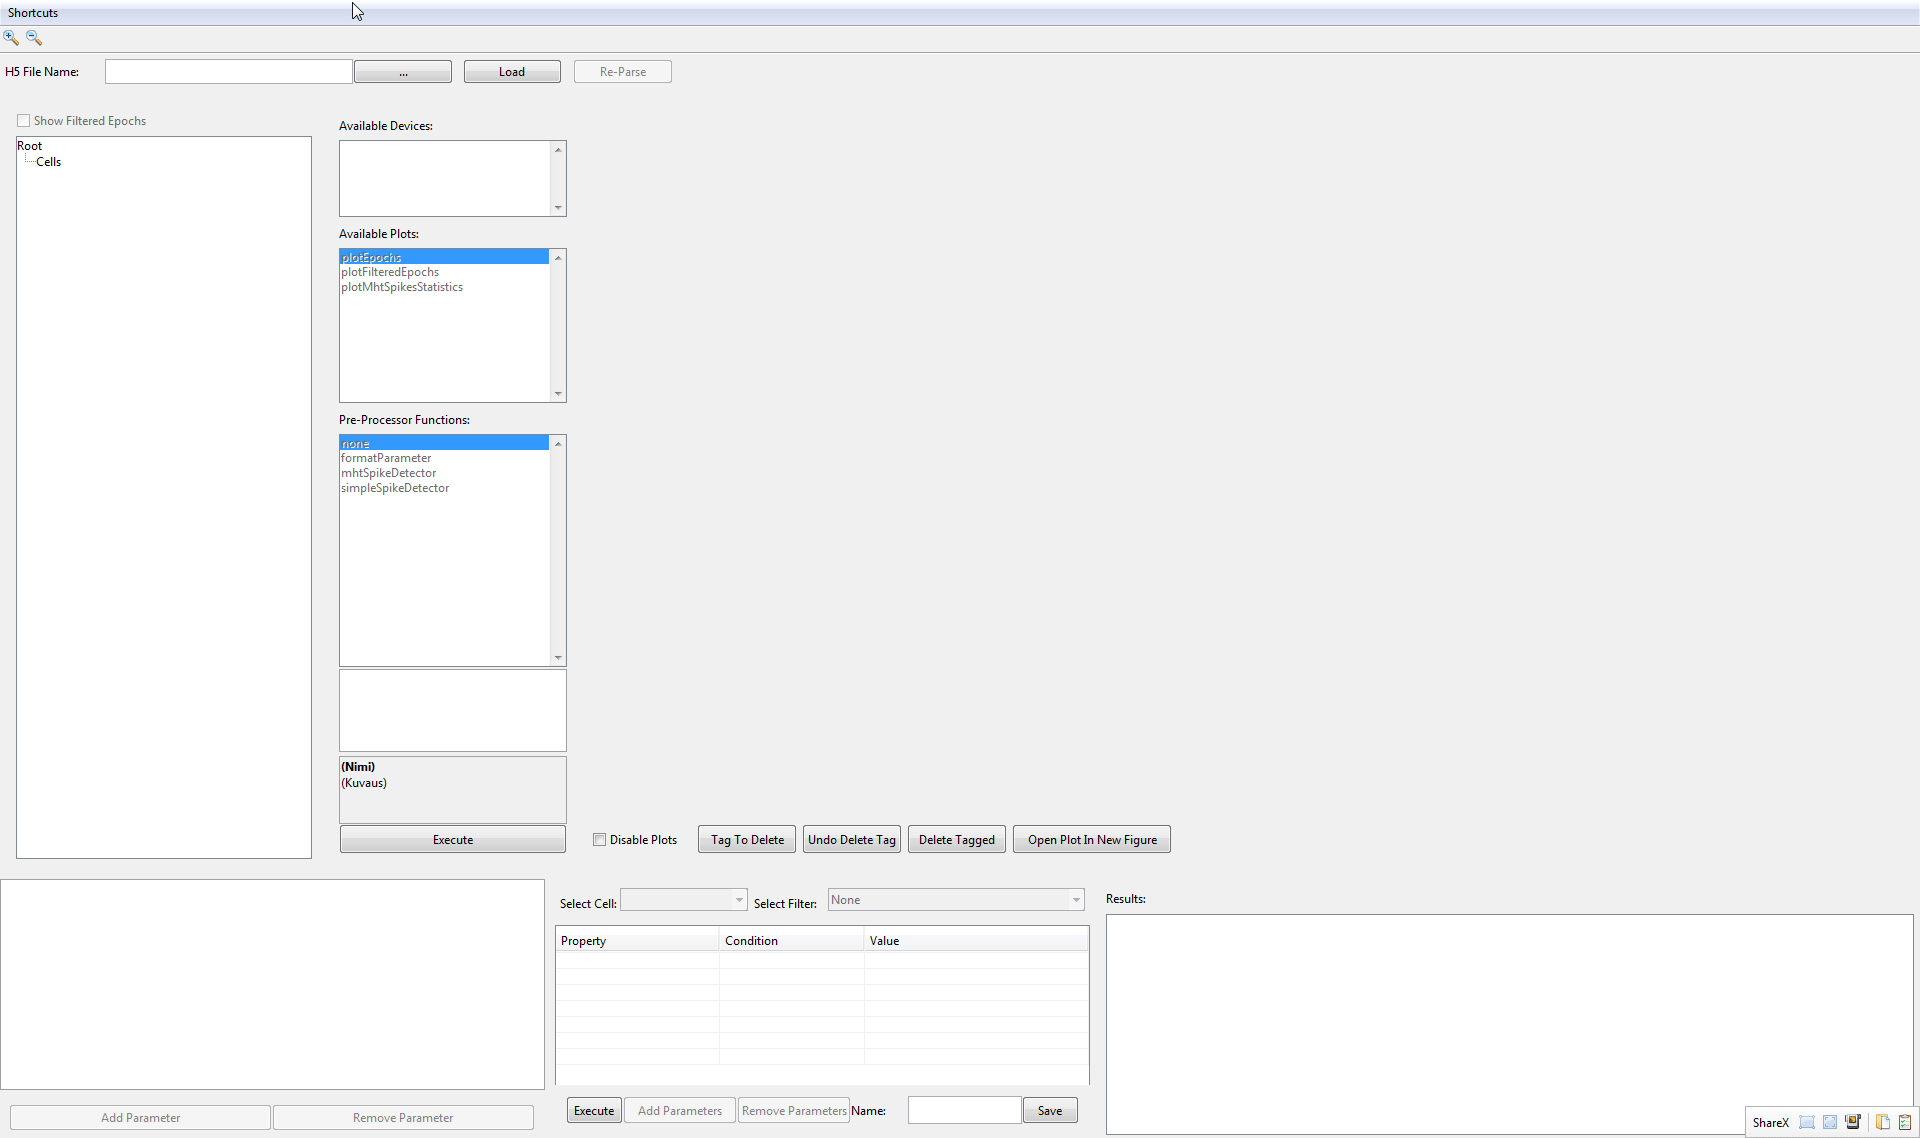 Shortcuts
H5 File Name:
...
Load
Re-Parse
Show Filtered Epochs
Root
Cells
Available Devices:
Available Plots:
plotEpochs
plotFilteredEpochs
plotMhtSpikesStatistics
Pre-Processor Functions:
none
formatParameter
mhtSpikeDetector
simpleSpikeDetector
(Nimi)
(Kuvaus)
Execute
Disable Plots
Tag To Delete
Undo Delete Tag
Delete Tagged
Open Plot In New Figure
Add Parameter
Remove Parameter
Select Cell:
Select Filter:
None
Property
Condition
Value
Execute
Add Parameters
Remove Parameters
Name:
Save
Results:
ShareX